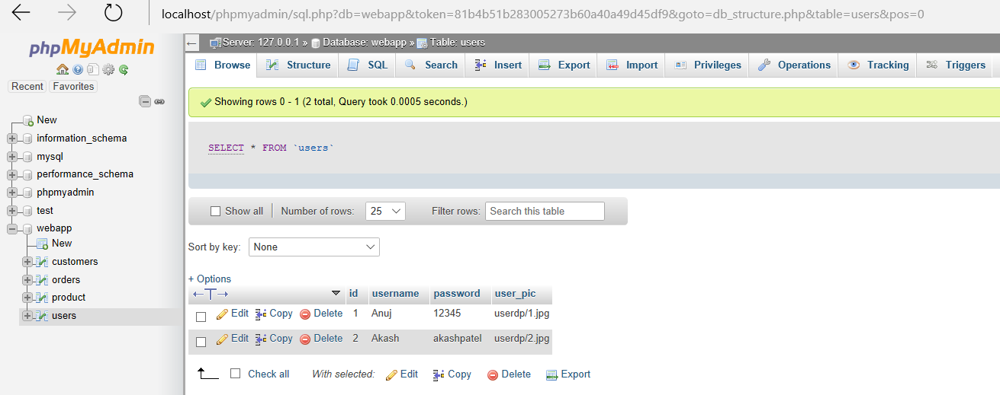 localhost/phpmyadmin/sql.php?db=webapp&token=81b4b51b283005273b60a40a49d45df9&goto=db_structure.php&table=users&pos=0
phpMyAdmin
Recent Favorites
New
information_schema
mysql
performance_schema
phpmyadmin
test
webapp
New
customers
orders
product
users
Server: 127.0.0.1 » Database: webapp » Table: users
Browse Structure SQL Search Insert Export Import Privileges Operations Tracking Triggers
Showing rows 0 - 1 (2 total, Query took 0.0005 seconds.)
SELECT * FROM `users`
Show all Number of rows: 25 Filter rows: Search this table
Sort by key: None
+ Options
←T→ id username password user_pic
Edit Copy Delete 1 Anuj 12345 userdp/1.jpg
Edit Copy Delete 2 Akash akashpatel userdp/2.jpg
Check all With selected: Edit Copy Delete Export